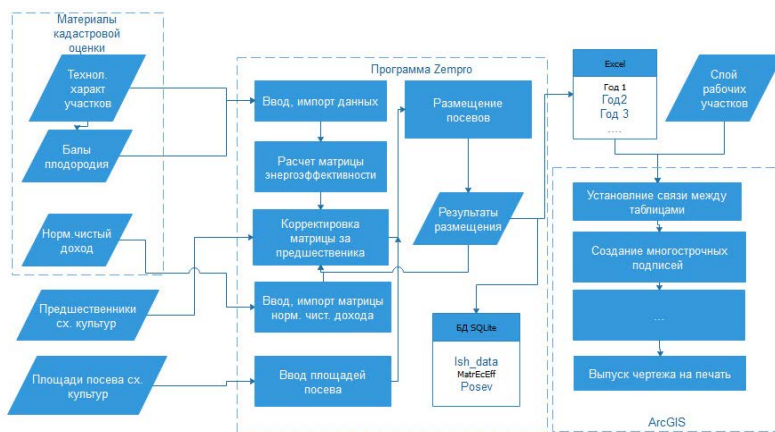 Материалы
кадастровой
оценки
Технол.
характ
участков
Балы
плодородия
Норм.чистый
доход
Предшественники
сх. культур
Площади посева сх.
культур
Программа Zempro
Ввод, импорт данных
Расчет матрицы
энергоэффективности
Корректировка
матрицы за
предшественика
Ввод, импорт матрицы
норм. чист. дохода
Ввод площадей
посева
Размещение
посевов
Результаты
размещения
БД SQLite
Ish_data
MatrEcEff
Posev
Excel
Год 1
Год2
Год 3
....
Слой
рабочих
участков
Установлние связи между
таблицами
Создание многострочных
подписей
...
Выпуск чертежа на печать
ArcGIS